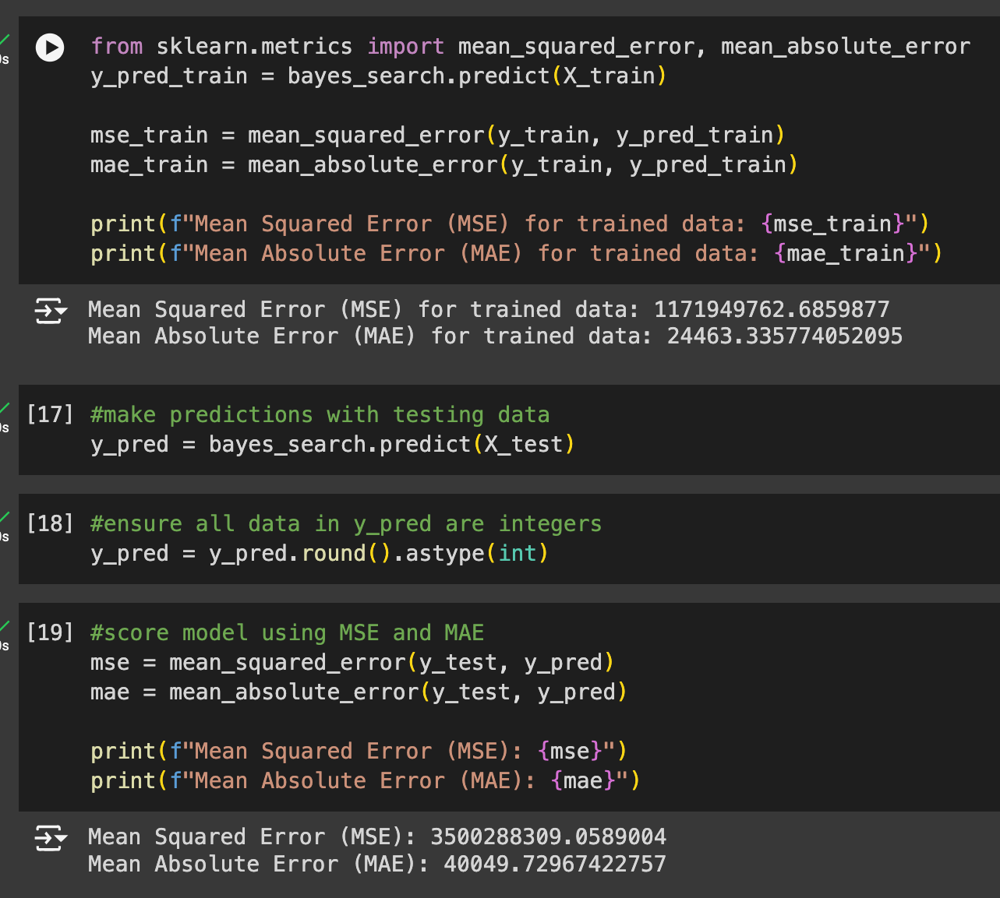 from sklearn.metrics import mean_squared_error, mean_absolute_error
y_pred_train = bayes_search.predict(X_train)
mse_train = mean_squared_error(y_train, y_pred_train)
mae_train = mean_absolute_error(y_train, y_pred_train)
print(f"Mean Squared Error (MSE) for trained data: {mse_train}")
print(f"Mean Absolute Error (MAE) for trained data: {mae_train}")
Mean Squared Error (MSE) for trained data: 1171949762.6859877
Mean Absolute Error (MAE) for trained data: 24463.335774052095
[17] #make predictions with testing data
y_pred = bayes_search.predict(X_test)
[18] #ensure all data in y_pred are integers
y_pred = y_pred.round().astype(int)
[19] #score model using MSE and MAE
mse = mean_squared_error(y_test, y_pred)
mae = mean_absolute_error(y_test, y_pred)
print(f"Mean Squared Error (MSE): {mse}")
print(f"Mean Absolute Error (MAE): {mae}")
Mean Squared Error (MSE): 3500288309.0589004
Mean Absolute Error (MAE): 40049.72967422757